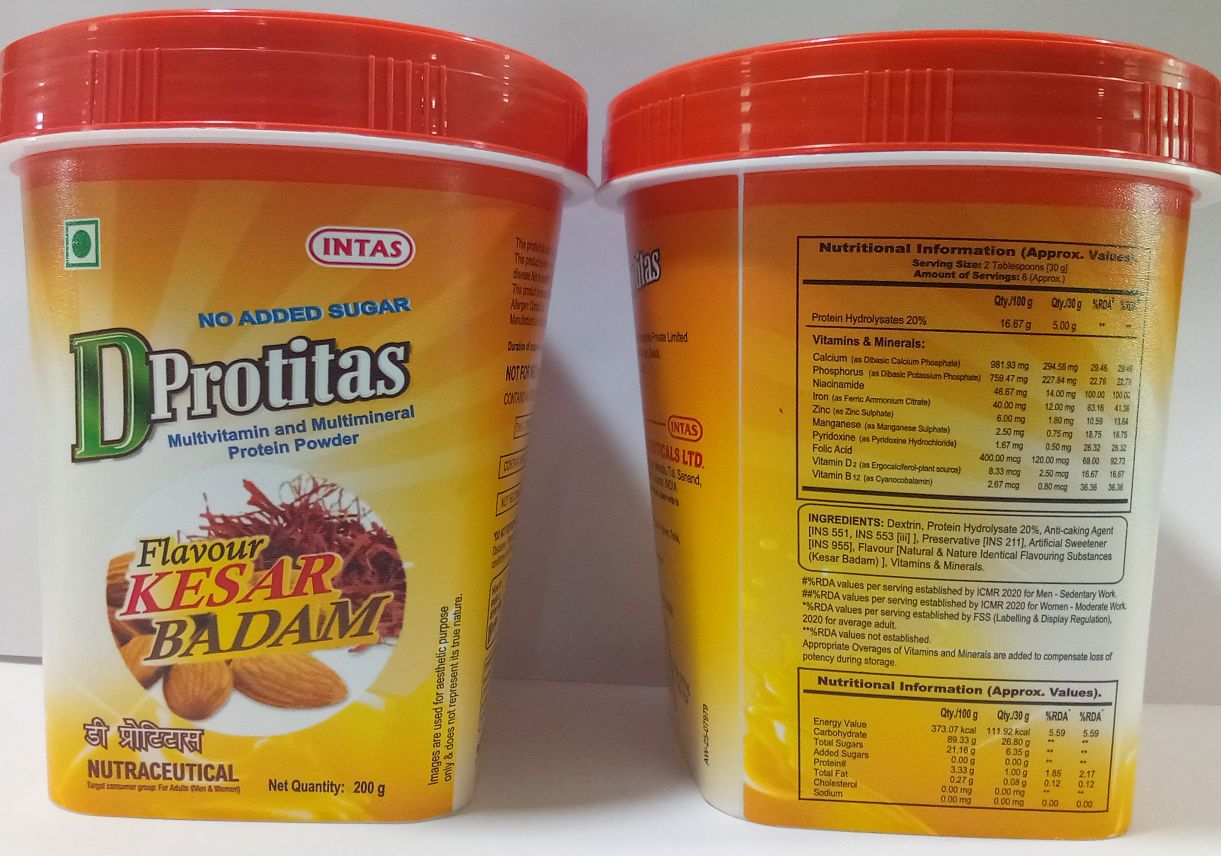 INTAS
NO ADDED SUGAR
DProtitas
Multivitamin and Multimineral
Protein Powder
Flavour
KESAR
BADAM
डी प्रोटिटास
NUTRACEUTICAL
Target consumer group: For Adults (Men & Women)
Net Quantity: 200 g
Images are used for aesthetic purpose
only & does not represent its true nature.
This product is
This product is
NOT FOR
Private Limited
INTAS
LTD.
Sanand,
INDIA
AW-25-07979
Nutritional Information (Approx. Values).
Serving Size: 2 Tablespoons [30 g]
Amount of Servings: 6 (Approx.)
Qty./100 g Qty./30 g %RDA
Protein Hydrolysates 20% 16.67 g 5.00 g ** **
Vitamins & Minerals:
Calcium (as Dibasic Calcium Phosphate) 981.93 mg 294.58 mg 29.46 29.46
Phosphorus (as Dibasic Potassium Phosphate) 759.47 mg 227.84 mg 22.78 22.78
Niacinamide 46.67 mg 14.00 mg 100.00 100.00
Iron (as Ferric Ammonium Citrate) 40.00 mg 12.00 mg 63.16 41.38
Zinc (as Zinc Sulphate) 6.00 mg 1.80 mg 10.59 13.64
Manganese (as Manganese Sulphate) 2.50 mg 0.75 mg 18.75 18.75
Pyridoxine (as Pyridoxine Hydrochloride) 1.67 mg 0.50 mg 26.32 26.32
Folic Acid 400.00 mcg 120.00 mcg 68.00 92.73
Vitamin D2 (as Ergocalciferol-plant source) 8.33 mcg 2.50 mcg 16.67 16.67
Vitamin B12 (as Cyanocobalamin) 2.67 mcg 0.80 mcg 36.36 36.36
INGREDIENTS: Dextrin, Protein Hydrolysate 20%, Anti-caking Agent
[INS 551, INS 553 [iii] ], Preservative [INS 211], Artificial Sweetener
[INS 955], Flavour [Natural & Nature Identical Flavouring Substances
(Kesar Badam) ], Vitamins & Minerals.
#%RDA values per serving established by ICMR 2020 for Men - Sedentary Work.
##%RDA values per serving established by ICMR 2020 for Women - Moderate Work.
*%RDA values per serving established by FSS (Labelling & Display Regulation),
2020 for average adult.
**%RDA values not established.
Appropriate Overages of Vitamins and Minerals are added to compensate loss of
potency during storage.
Nutritional Information (Approx. Values).
Qty./100 g Qty./30 g %RDA* %RDA*
Energy Value 373.07 kcal 111.92 kcal 5.59 5.59
Carbohydrate 89.33 g 26.80 g ** **
Total Sugars 21.16 g 6.35 g ** **
Added Sugars 0.00 g 0.00 g ** **
Protein# 3.33 g 1.00 g 1.85 2.17
Total Fat 0.27 g 0.08 g 0.12 0.12
Cholesterol 0.00 mg 0.00 mg ** **
Sodium 0.00 mg 0.00 mg 0.00 0.00